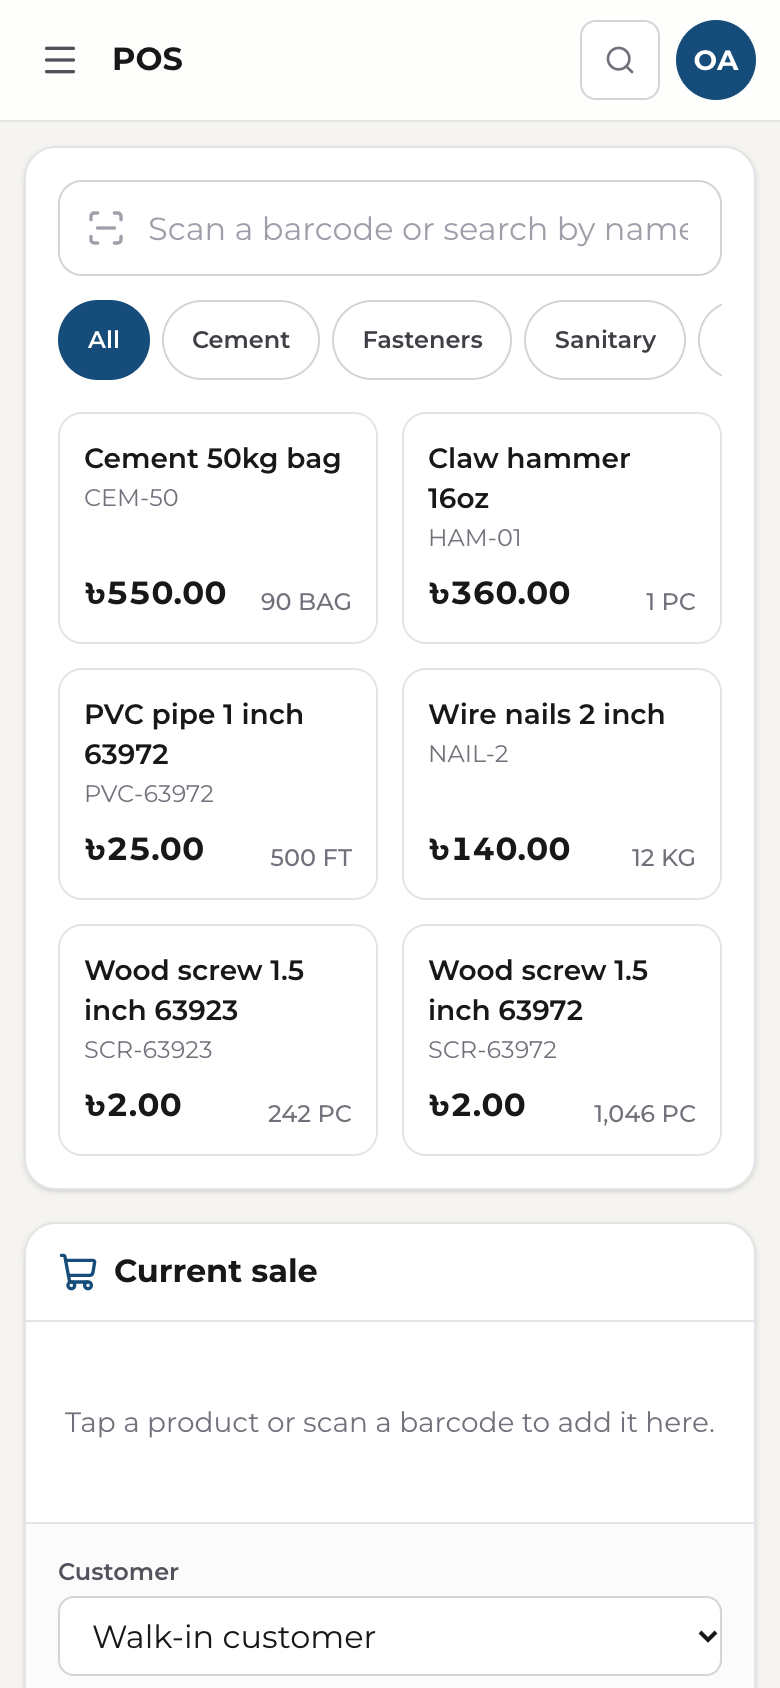 POS
OA
Scan a barcode or search by name
All
Cement
Fasteners
Sanitary
Cement 50kg bag
CEM-50
৳550.00 90 BAG
Claw hammer
16oz
HAM-01
৳360.00 1 PC
PVC pipe 1 inch
63972
PVC-63972
৳25.00 500 FT
Wire nails 2 inch
NAIL-2
৳140.00 12 KG
Wood screw 1.5
inch 63923
SCR-63923
৳2.00 242 PC
Wood screw 1.5
inch 63972
SCR-63972
৳2.00 1,046 PC
Current sale
Tap a product or scan a barcode to add it here.
Customer
Walk-in customer